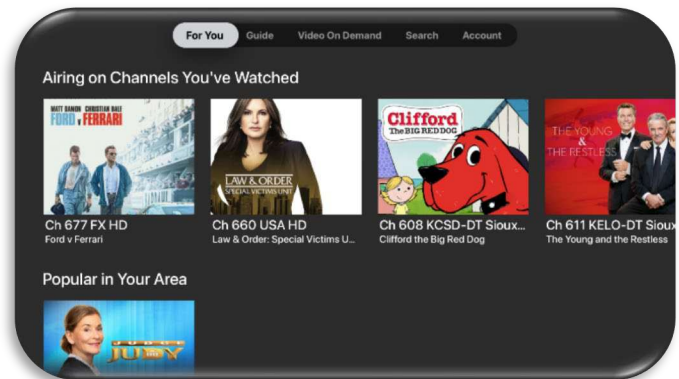 For You Guide Video On Demand Search Account
Airing on Channels You've Watched
MATT DAMON CHRISTIAN BALE
FORD v FERRARI
LAW & ORDER
SPECIAL VICTIMS UNIT
Clifford
THE BIG RED DOG
THE YOUNG
&
THE RESTLESS
Ch 677 FX HD
Ford v Ferrari
Ch 660 USA HD
Law & Order: Special Victims U...
Ch 608 KCSD-DT Sioux...
Clifford the Big Red Dog
Ch 611 KELO-DT Sioux
The Young and the Restless
Popular in Your Area
JUDGE
JUDY